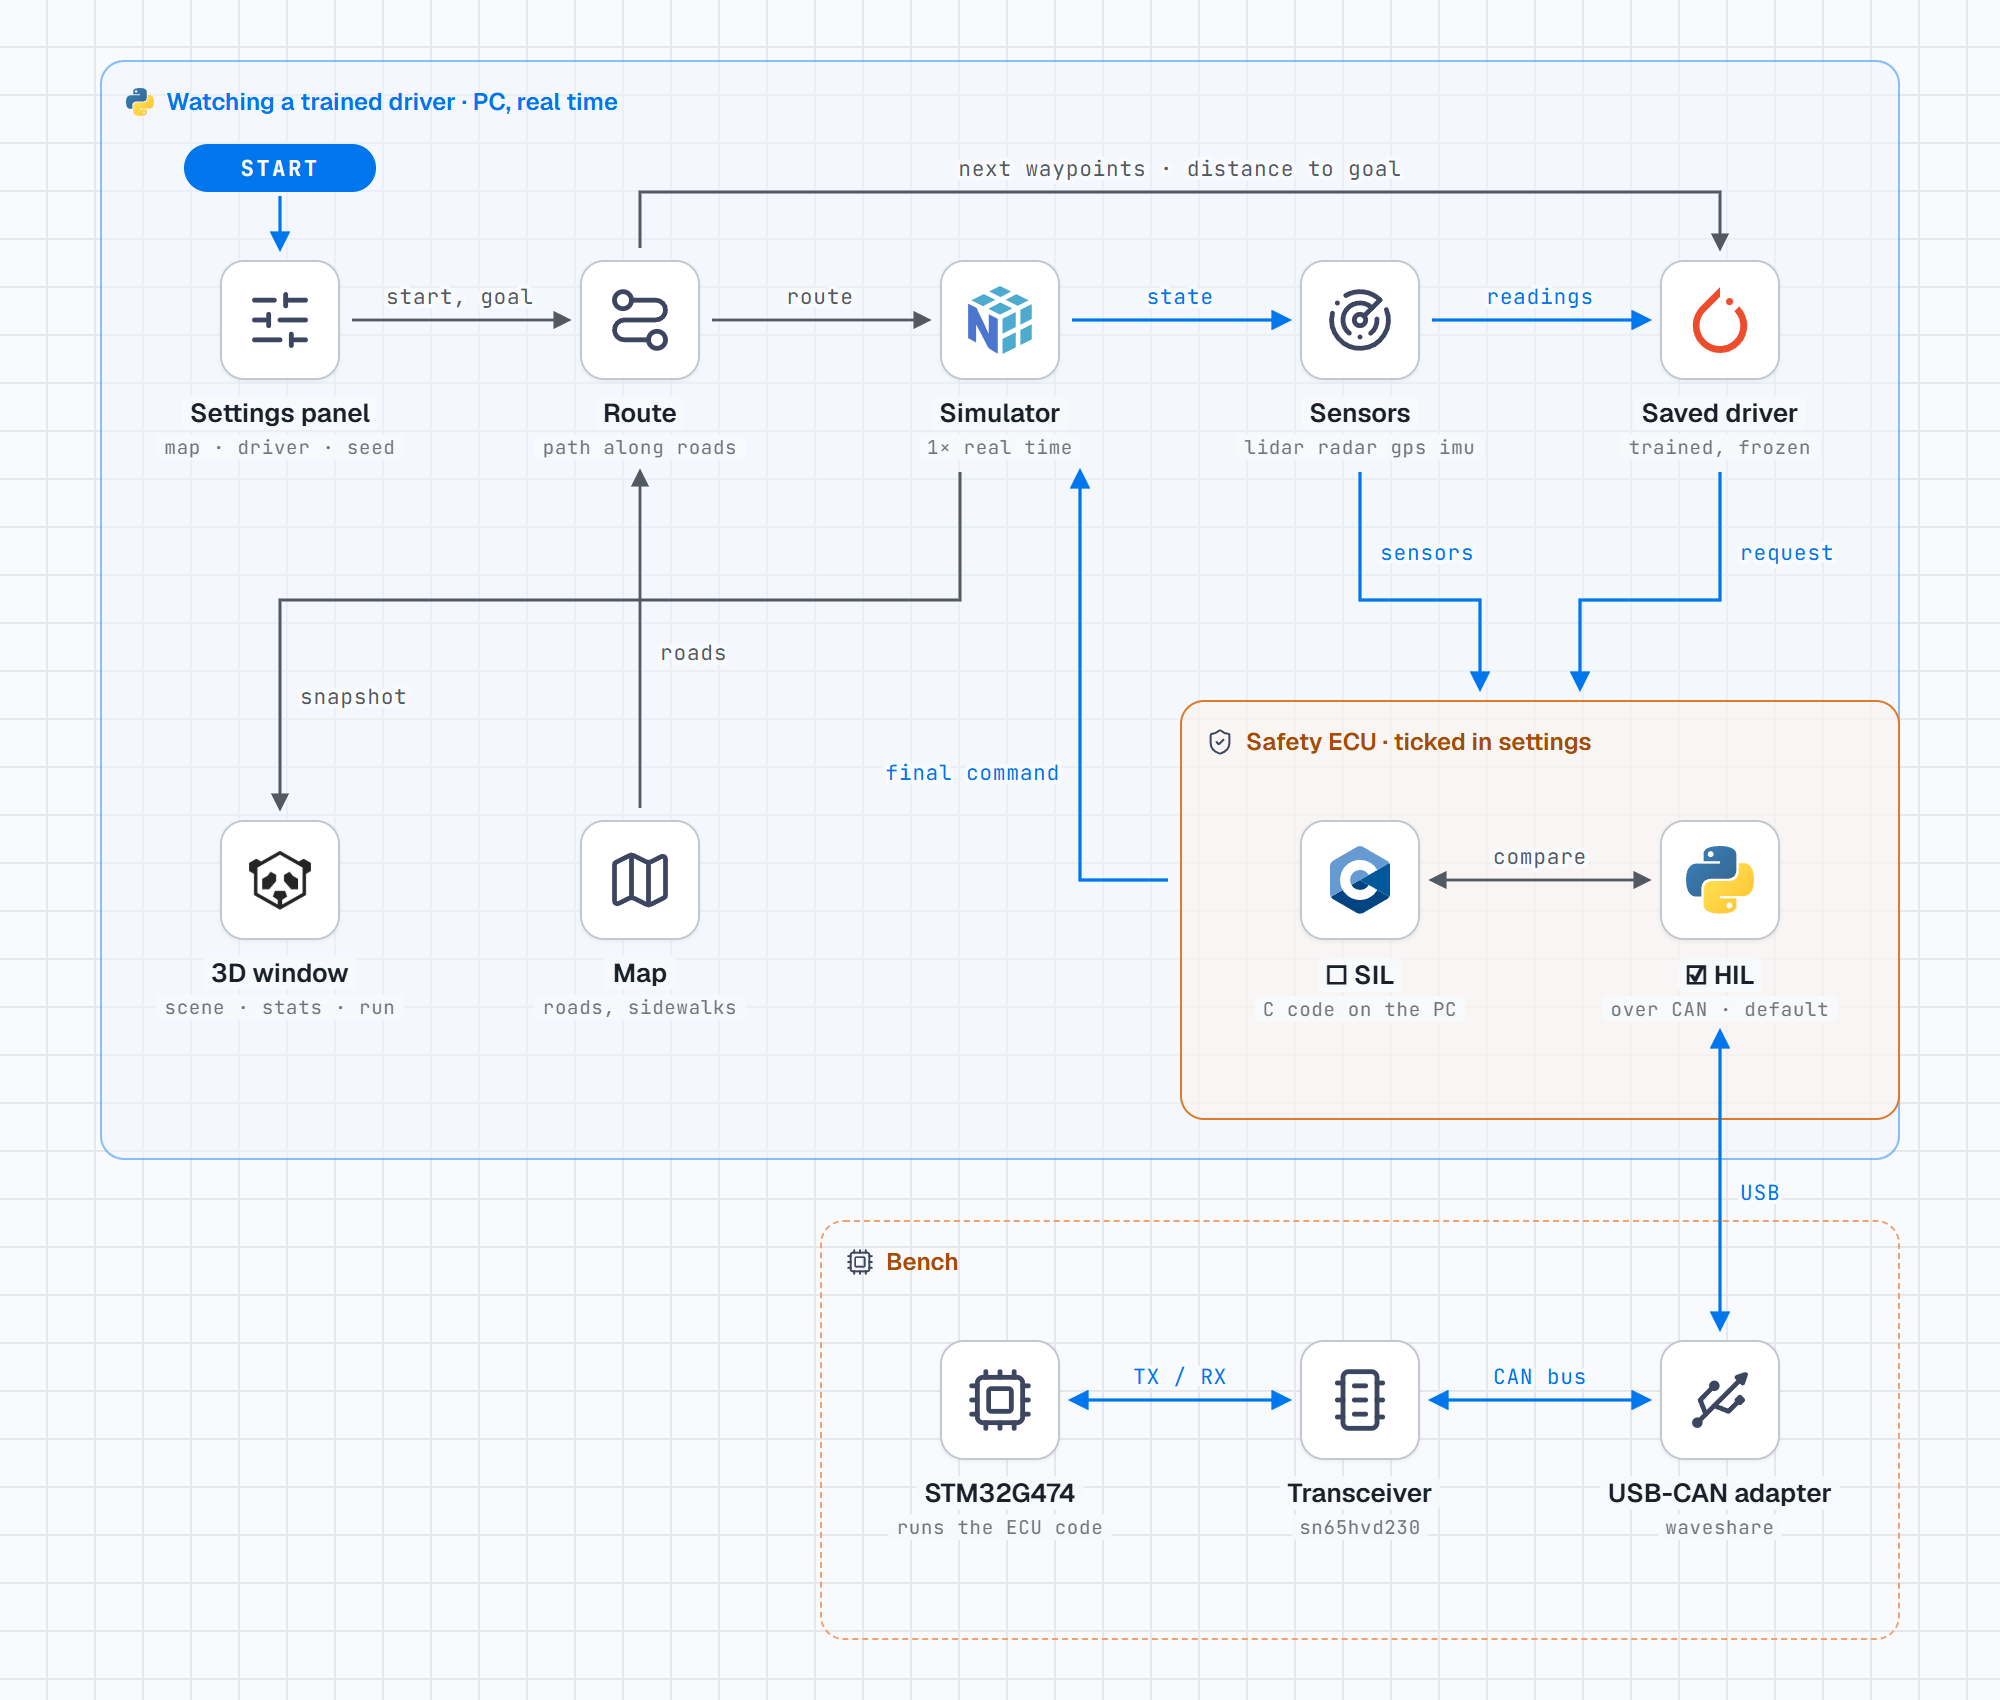 Watching a trained driver · PC, real time
START
next waypoints · distance to goal
start, goal
route
state
readings
Settings panel
map · driver · seed
Route
path along roads
Simulator
1× real time
Sensors
lidar radar gps imu
Saved driver
trained, frozen
sensors
request
roads
snapshot
final command
Safety ECU · ticked in settings
compare
3D window
scene · stats · run
Map
roads, sidewalks
☐ SIL
C code on the PC
☑ HIL
over CAN · default
USB
Bench
TX / RX
CAN bus
STM32G474
runs the ECU code
Transceiver
sn65hvd230
USB-CAN adapter
waveshare